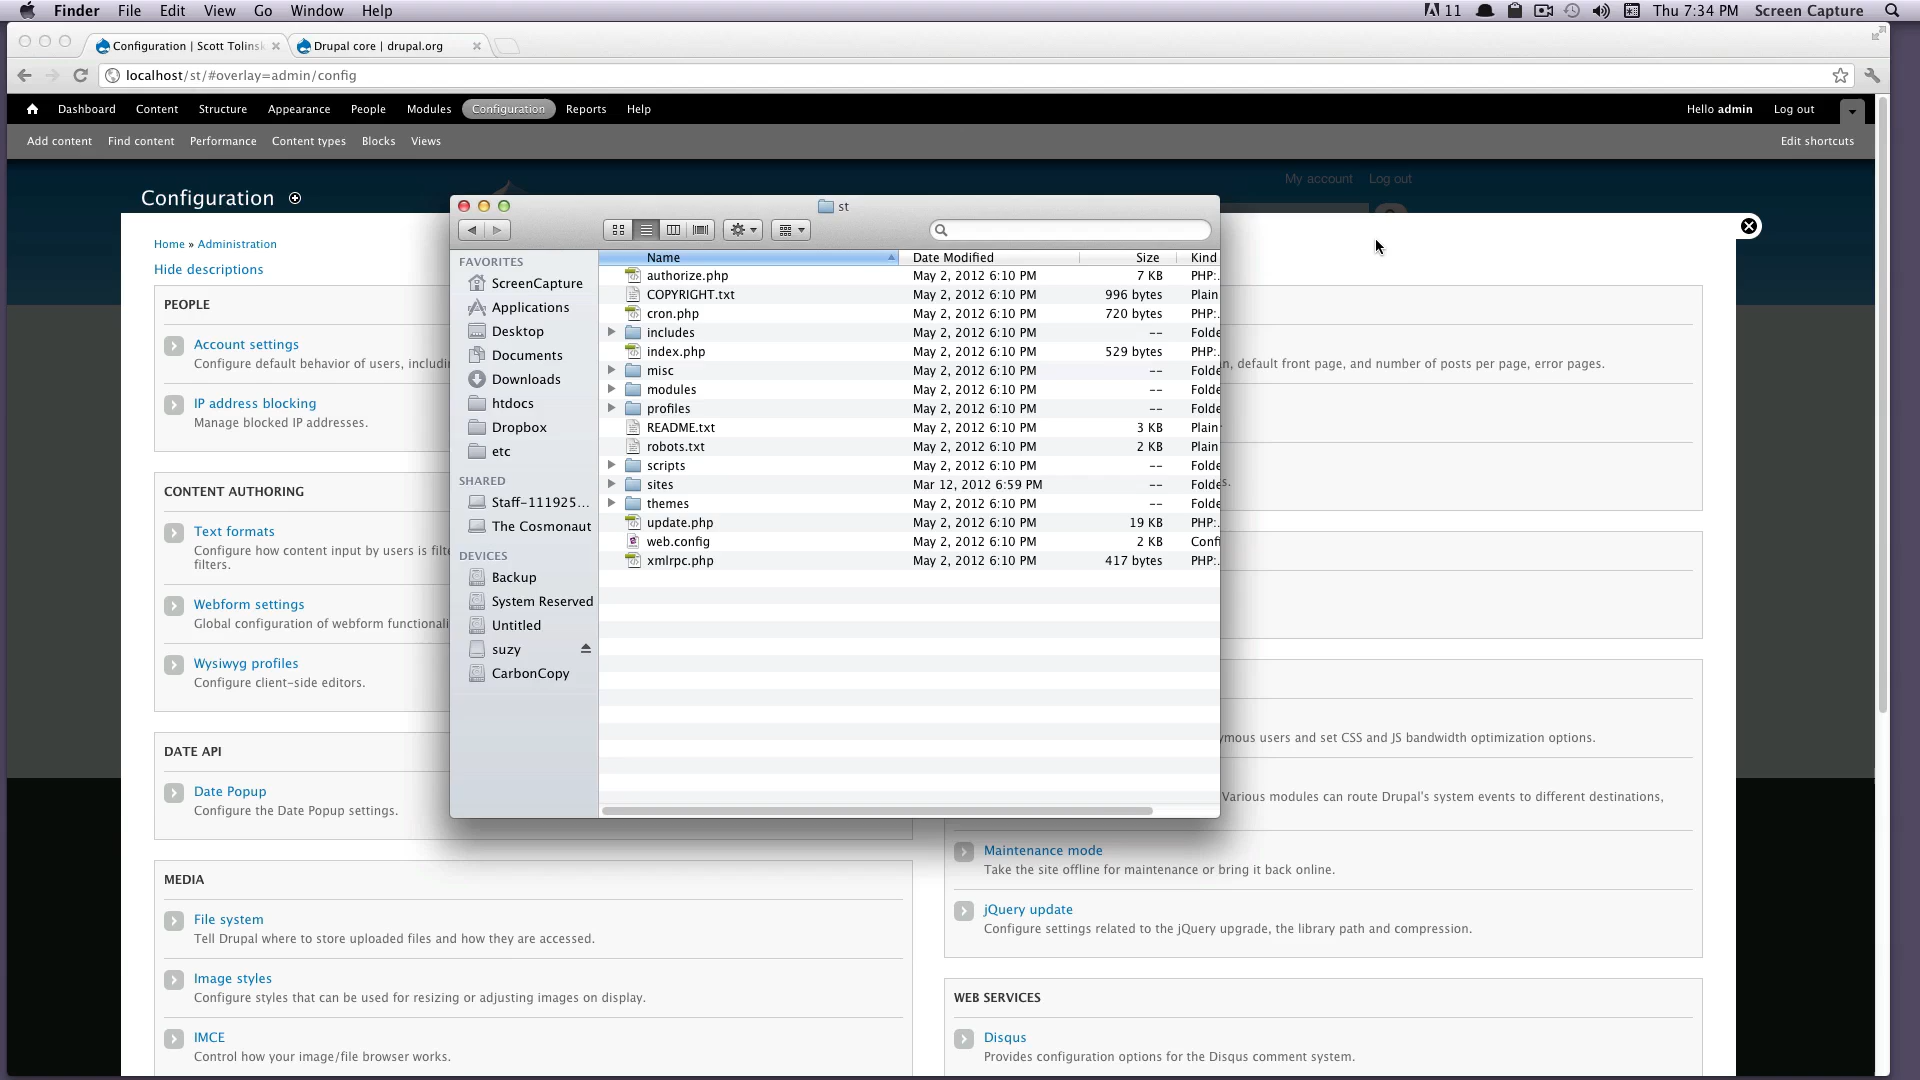 Finder File Edit View Go Window Help 11 Thu 7:34 PM Screen Capture
Configuration | Scott Tolinsk Drupal core | drupal.org
localhost/st/#overlay=admin/config
Dashboard Content Structure Appearance People Modules Configuration Reports Help Hello admin Log out
Add content Find content Performance Content types Blocks Views Edit shortcuts
My account Log out
Configuration
Home » Administration
Hide descriptions
PEOPLE
Account settings
Configure default behavior of users, includi
IP address blocking
Manage blocked IP addresses.
CONTENT AUTHORING
Text formats
Configure how content input by users is filte
filters.
Webform settings
Global configuration of webform functionali
Wysiwyg profiles
Configure client-side editors.
DATE API
Date Popup
Configure the Date Popup settings.
MEDIA
File system
Tell Drupal where to store uploaded files and how they are accessed.
Image styles
Configure styles that can be used for resizing or adjusting images on display.
IMCE
Control how your image/file browser works.
st
FAVORITES
ScreenCapture
Applications
Desktop
Documents
Downloads
htdocs
Dropbox
etc
SHARED
Staff-111925...
The Cosmonaut
DEVICES
Backup
System Reserved
Untitled
suzy
CarbonCopy
Name Date Modified Size Kind
authorize.php May 2, 2012 6:10 PM 7 KB PHP:.
COPYRIGHT.txt May 2, 2012 6:10 PM 996 bytes Plain
cron.php May 2, 2012 6:10 PM 720 bytes PHP:.
includes May 2, 2012 6:10 PM -- Folde
index.php May 2, 2012 6:10 PM 529 bytes PHP:.
misc May 2, 2012 6:10 PM -- Folde
modules May 2, 2012 6:10 PM -- Folde
profiles May 2, 2012 6:10 PM -- Folde
README.txt May 2, 2012 6:10 PM 3 KB Plain
robots.txt May 2, 2012 6:10 PM 2 KB Plain
scripts May 2, 2012 6:10 PM -- Folde
sites Mar 12, 2012 6:59 PM -- Folde
themes May 2, 2012 6:10 PM -- Folde
update.php May 2, 2012 6:10 PM 19 KB PHP:.
web.config May 2, 2012 6:10 PM 2 KB Confi
xmlrpc.php May 2, 2012 6:10 PM 417 bytes PHP:.
n, default front page, and number of posts per page, error pages.
s.
ymous users and set CSS and JS bandwidth optimization options.
Various modules can route Drupal's system events to different destinations,
Maintenance mode
Take the site offline for maintenance or bring it back online.
jQuery update
Configure settings related to the jQuery upgrade, the library path and compression.
WEB SERVICES
Disqus
Provides configuration options for the Disqus comment system.